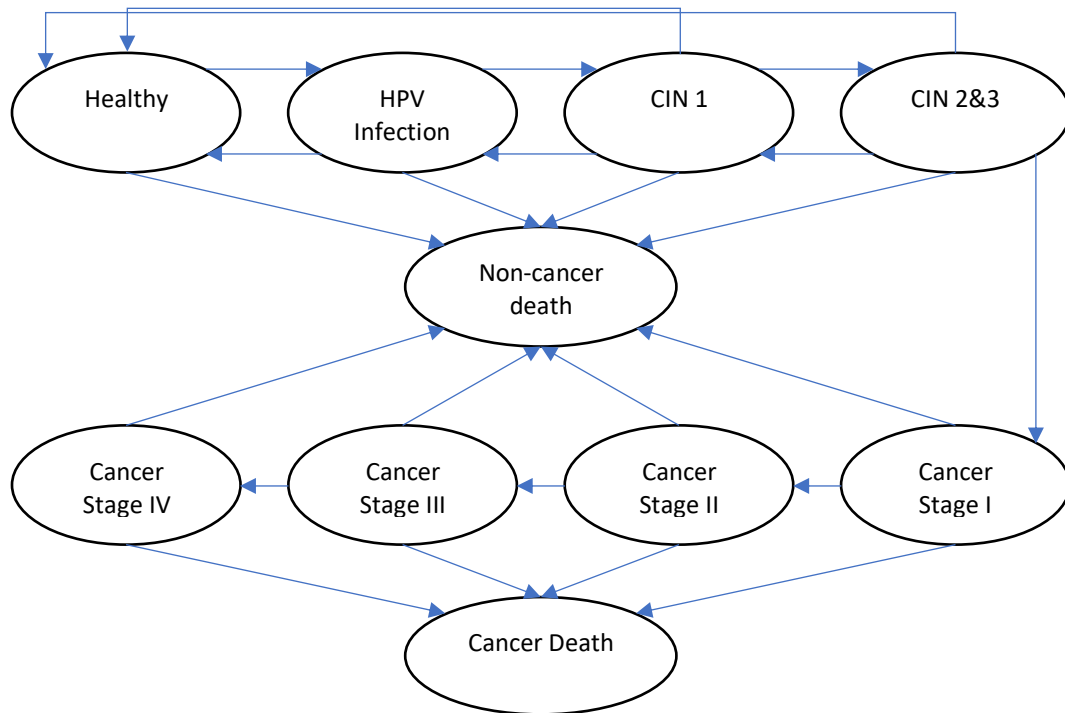 Healthy
HPV
Infection
CIN 1
CIN 2&3
Non-cancer
death
Cancer
Stage IV
Cancer
Stage III
Cancer
Stage II
Cancer
Stage I
Cancer Death